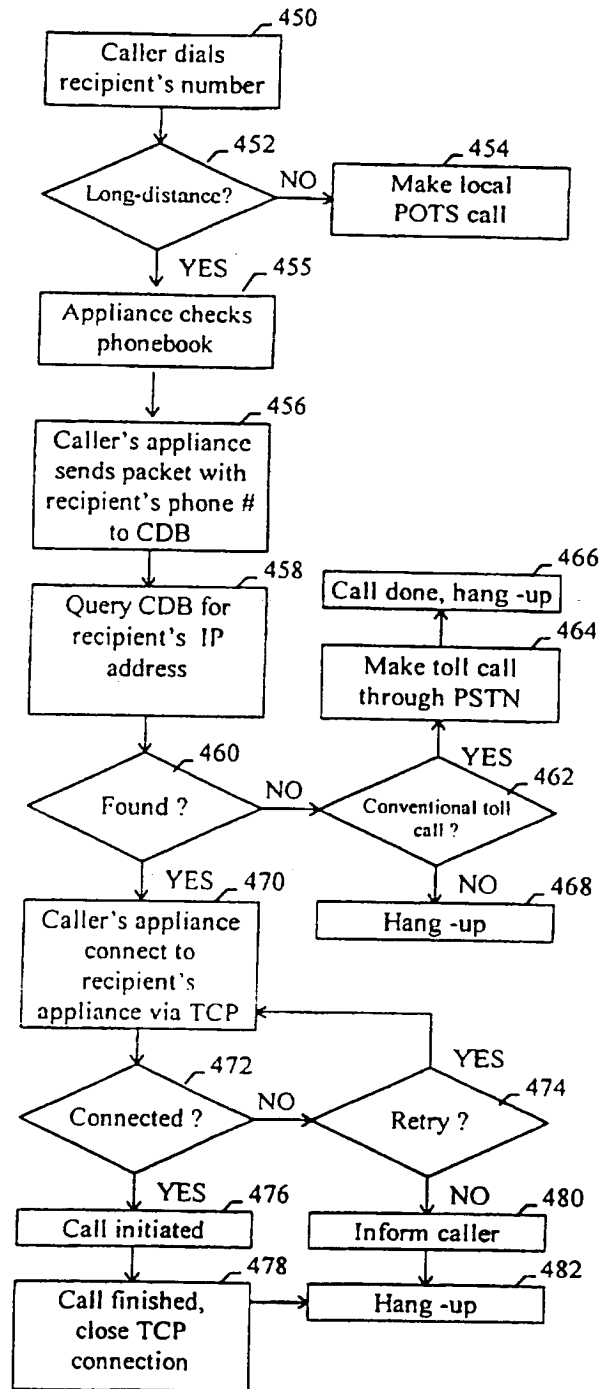 450
Caller dials
recipient's number
452
Long-distance?
NO
454
Make local
POTS call
YES
455
Appliance checks
phonebook
456
Caller's appliance
sends packet with
recipient's phone #
to CDB
458
Query CDB for
recipient's IP
address
466
Call done, hang -up
464
Make toll call
through PSTN
YES
460
Found ?
NO
462
Conventional toll
call ?
YES
470
NO
468
Hang -up
Caller's appliance
connect to
recipient's
appliance via TCP
YES
472
Connected ?
NO
474
Retry ?
YES
476
Call initiated
NO
480
Inform caller
478
Call finished,
close TCP
connection
482
Hang -up